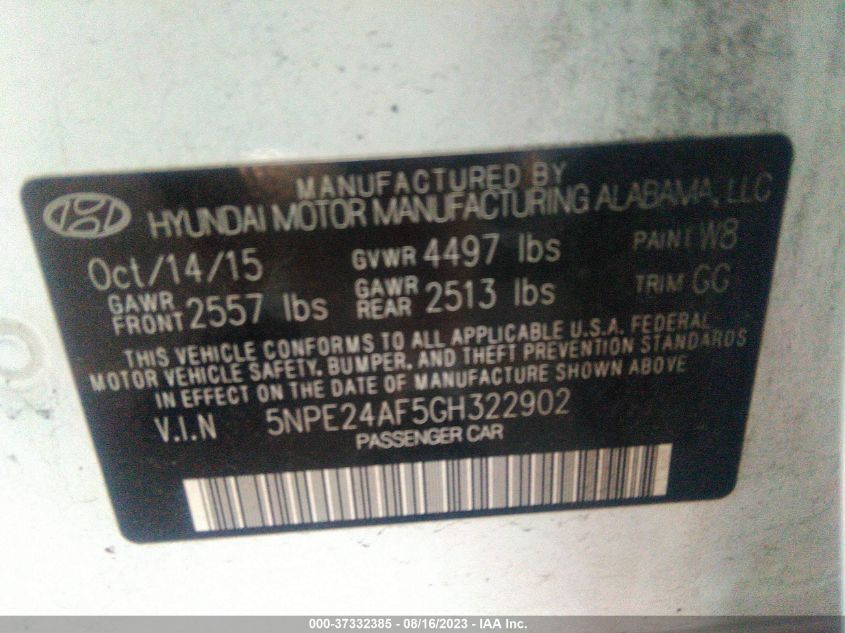 MANUFACTURED BY
HYUNDAI MOTOR MANUFACTURING ALABAMA, LLC
Oct/14/15 GVWR 4497 lbs PAINT W8
GAWR FRONT 2557 lbs GAWR REAR 2513 lbs TRIM GG
THIS VEHICLE CONFORMS TO ALL APPLICABLE U.S.A. FEDERAL
MOTOR VEHICLE SAFETY, BUMPER, AND THEFT PREVENTION STANDARDS
IN EFFECT ON THE DATE OF MANUFACTURE SHOWN ABOVE
V.I.N 5NPE24AF5GH322902
PASSENGER CAR
000-37332385 - 08/16/2023 - IAA Inc.